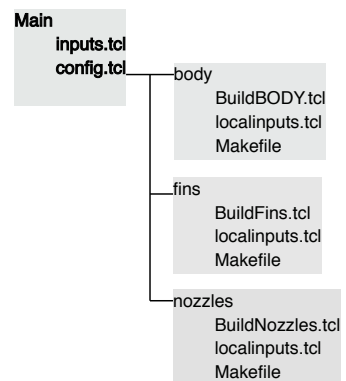 Main
inputs.tcl
config.tcl
body
BuildBODY.tcl
localinputs.tcl
Makefile
fins
BuildFins.tcl
localinputs.tcl
Makefile
nozzles
BuildNozzles.tcl
localinputs.tcl
Makefile